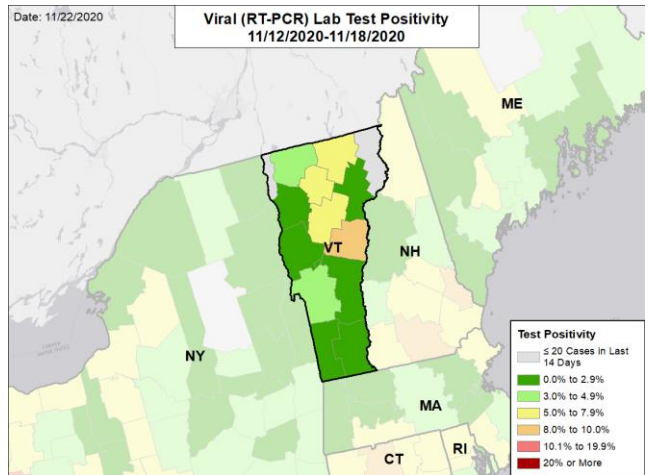 Date: 11/22/2020
Viral (RT-PCR) Lab Test Positivity
11/12/2020-11/18/2020
ME
VT
NH
NY
MA
CT
RI
Test Positivity
≤ 20 Cases in Last
14 Days
0.0% to 2.9%
3.0% to 4.9%
5.0% to 7.9%
8.0% to 10.0%
10.1% to 19.9%
20% or More